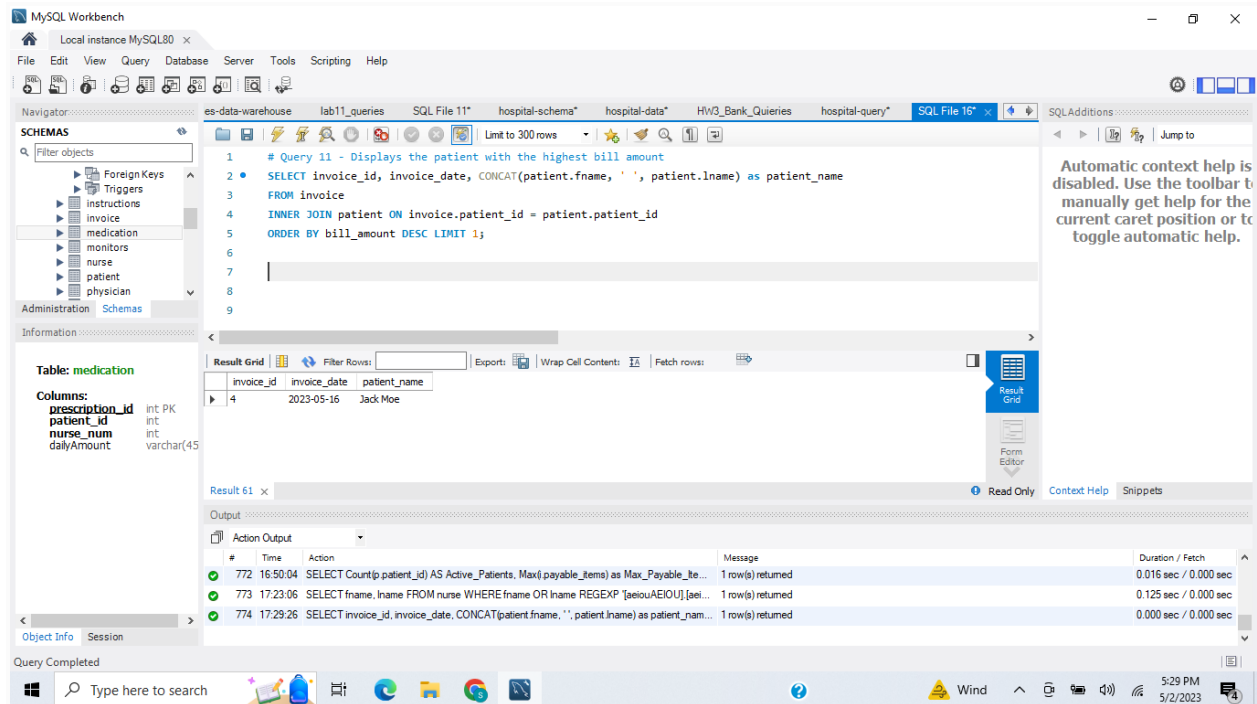 MySQL Workbench
Local instance MySQL80
File Edit View Query Database Server Tools Scripting Help
Navigator
SCHEMAS
Filter objects
Foreign Keys
Triggers
instructions
invoice
medication
monitors
nurse
patient
physician
Administration Schemas
Information
Table: medication
Columns:
prescription_id int PK
patient_id int
nurse_num int
dailyAmount varchar(45
Object Info Session
es-data-warehouse lab11_queries SQL File 11* hospital-schema* hospital-data* HW3_Bank_Quieries hospital-query* SQL File 16*
Limit to 300 rows
1 # Query 11 - Displays the patient with the highest bill amount
2 SELECT invoice_id, invoice_date, CONCAT(patient.fname, ' ', patient.lname) as patient_name
3 FROM invoice
4 INNER JOIN patient ON invoice.patient_id = patient.patient_id
5 ORDER BY bill_amount DESC LIMIT 1;
6
7
8
9
Result Grid Filter Rows: Export: Wrap Cell Content: Fetch rows:
invoice_id invoice_date patient_name
4 2023-05-16 Jack Moe
Result Grid
Form Editor
Result 61 Read Only
SQLAdditions
Jump to
Automatic context help is
disabled. Use the toolbar t
manually get help for the
current caret position or to
toggle automatic help.
Context Help Snippets
Output
Action Output
# Time Action Message Duration / Fetch
772 16:50:04 SELECT Count(p.patient_id) AS Active_Patients, Max(i.payable_items) as Max_Payable_Ite... 1 row(s) returned 0.016 sec / 0.000 sec
773 17:23:06 SELECT fname, lname FROM nurse WHERE fname OR lname REGEXP '[aeiouAEIOU].[aei... 1 row(s) returned 0.125 sec / 0.000 sec
774 17:29:26 SELECT invoice_id, invoice_date, CONCAT(patient.fname, ' ', patient.lname) as patient_nam... 1 row(s) returned 0.000 sec / 0.000 sec
Query Completed
Type here to search
Wind
5:29 PM
5/2/2023
4